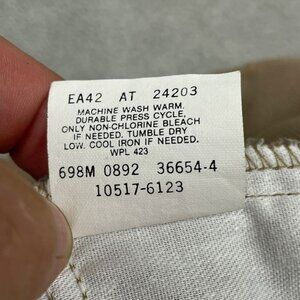 EA42 AT 24203
MACHINE WASH WARM.
DURABLE PRESS CYCLE.
ONLY NON-CHLORINE BLEACH
IF NEEDED. TUMBLE DRY
LOW. COOL IRON IF NEEDED.
WPL 423
698M 0892 36654-4
10517-6123